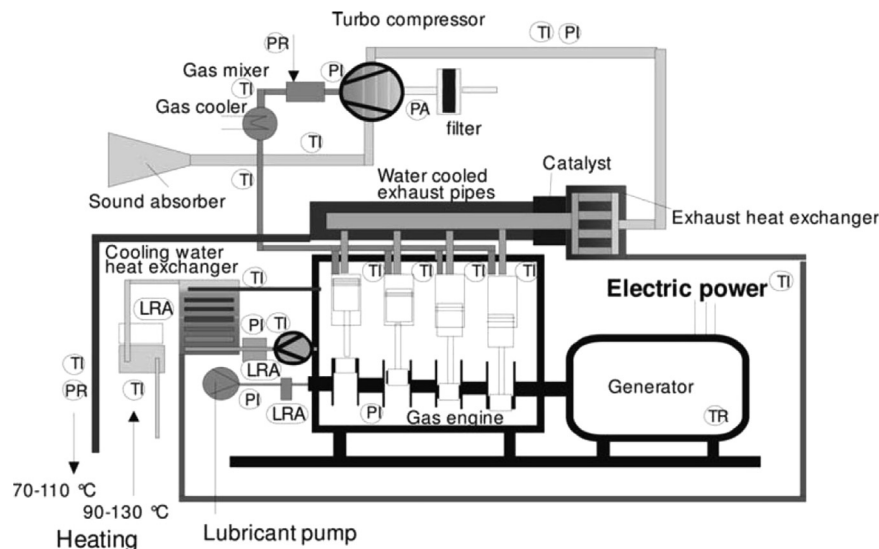 Turbo compressor
TI PI
PR
Gas mixer
PI
TI
Gas cooler
PA
filter
TI
TI
Sound absorber
Water cooled
exhaust pipes
Catalyst
Exhaust heat exchanger
Cooling water
heat exchanger
TI
TI TI TI TI
Electric power TI
LRA
PI TI
LRA
TI
PR
TI
PI
LRA
PI
Gas engine
Generator
TR
70-110 °C
90-130 °C
Heating
Lubricant pump